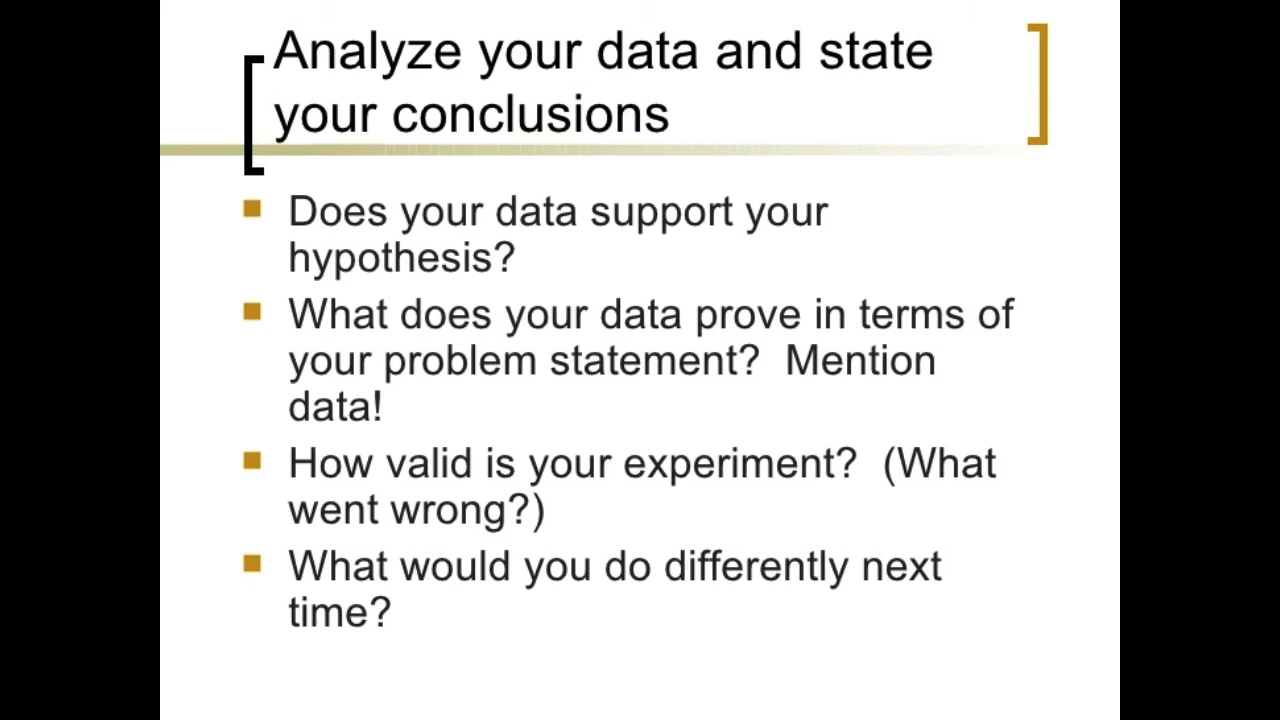 Analyze your data and state
your conclusions
Does your data support your
hypothesis?
What does your data prove in terms of
your problem statement?  Mention
data!
How valid is your experiment?  (What
went wrong?)
What would you do differently next
time?